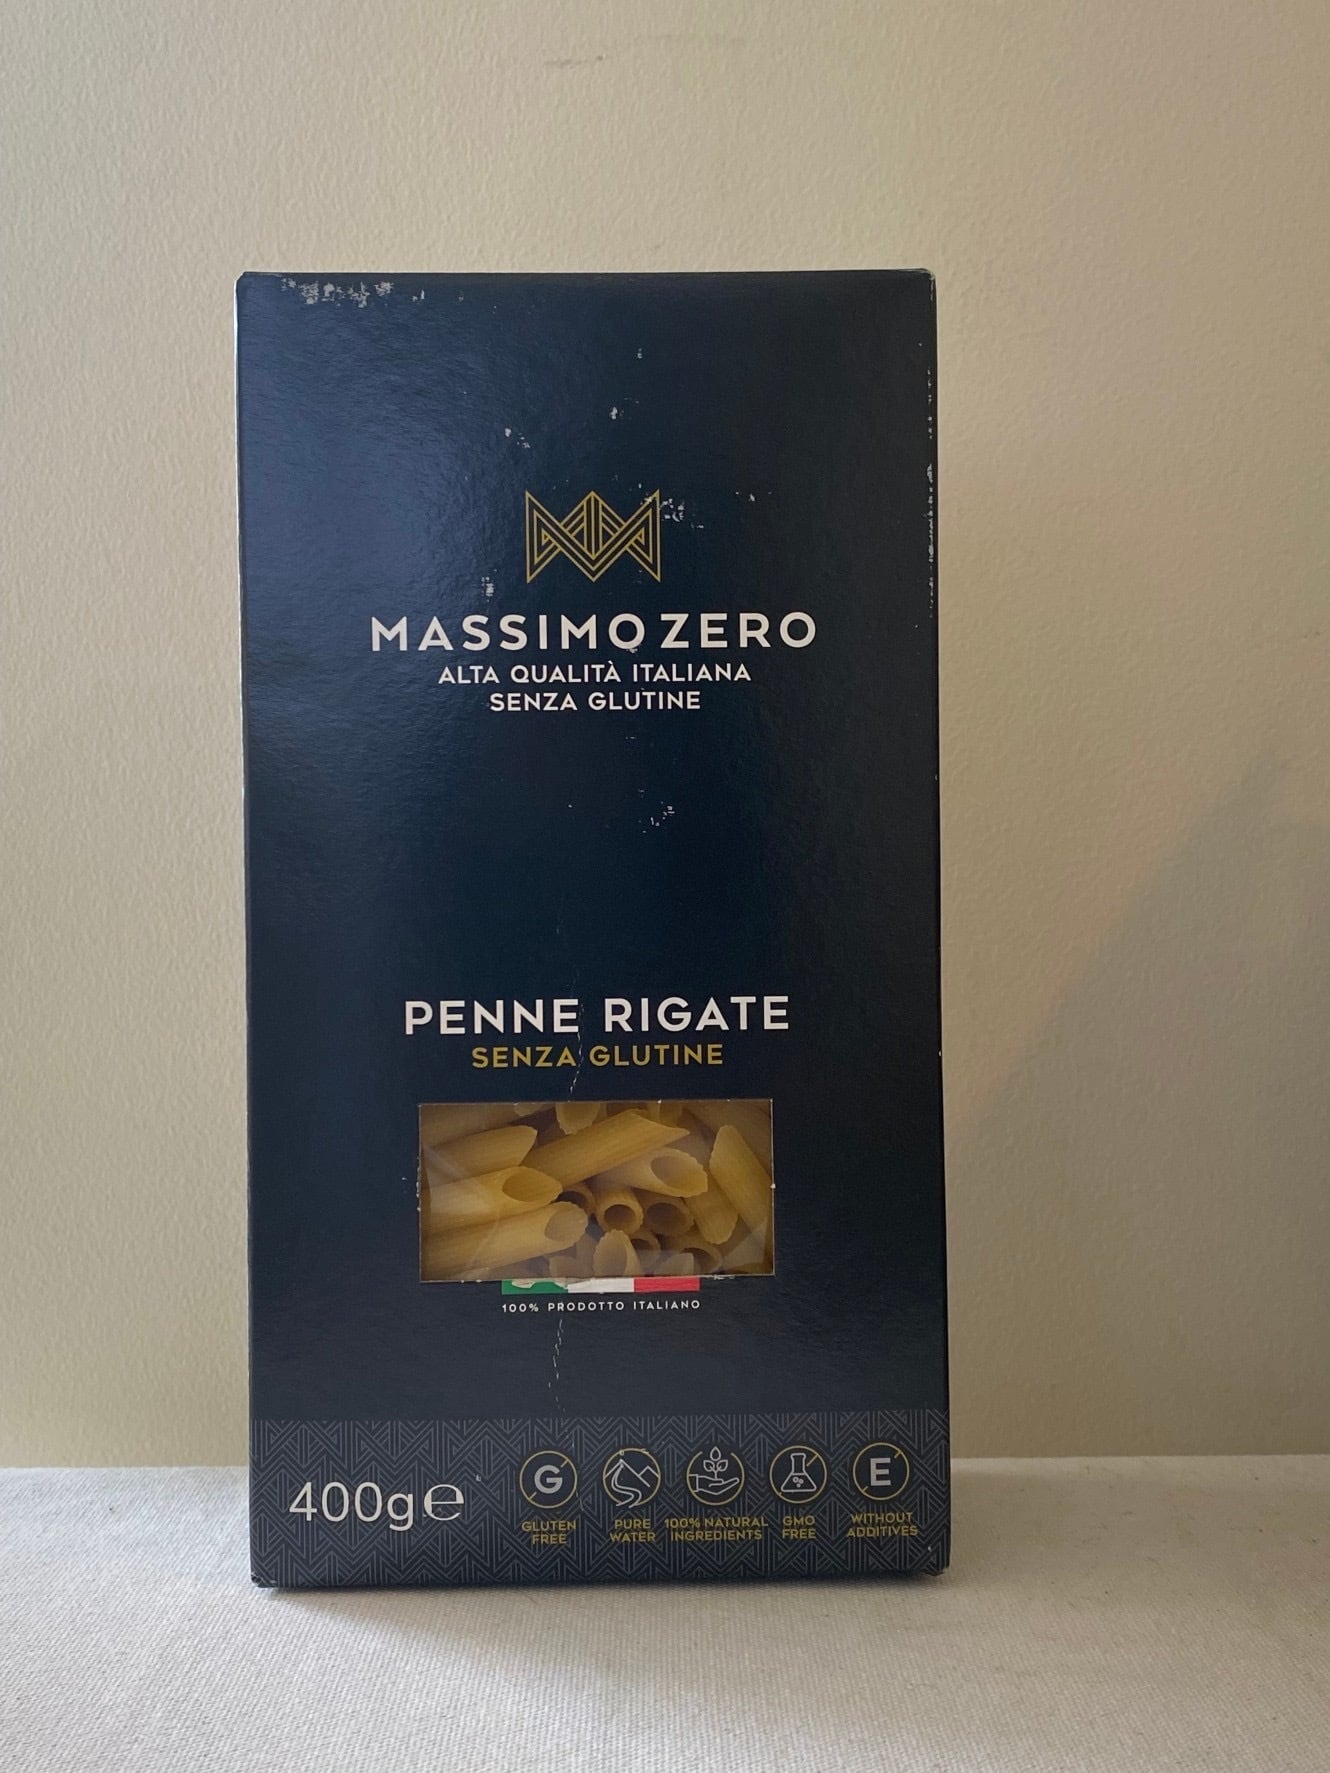 MASSIMO ZERO
ALTA QUALITÀ ITALIANA
SENZA GLUTINE
PENNE RIGATE
SENZA GLUTINE
100% PRODOTTO ITALIANO
400g℮
G
GLUTEN
FREE
PURE
WATER
100% NATURAL
INGREDIENTS
GMO
FREE
E
WITHOUT
ADDITIVES